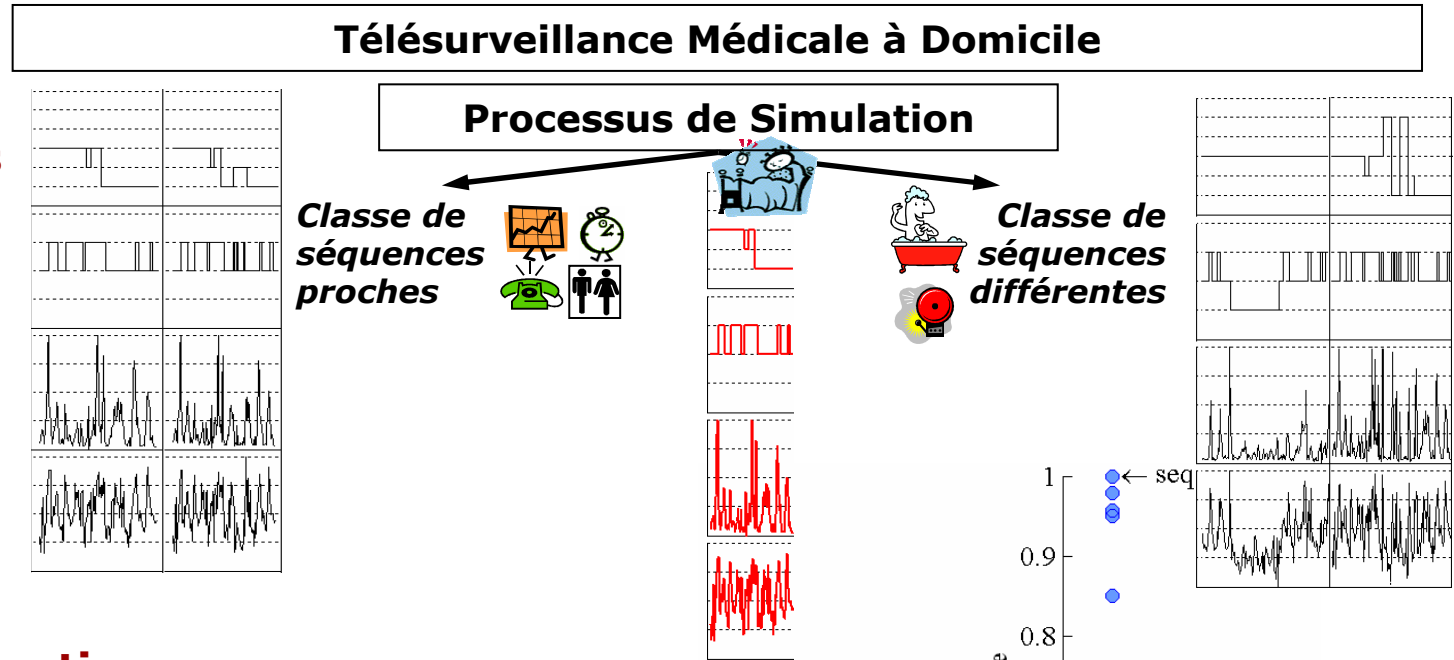 Télésurveillance Médicale à Domicile
Processus de Simulation
Classe de
séquences
proches
Classe de
séquences
différentes
1
← seq
0.9
0.8